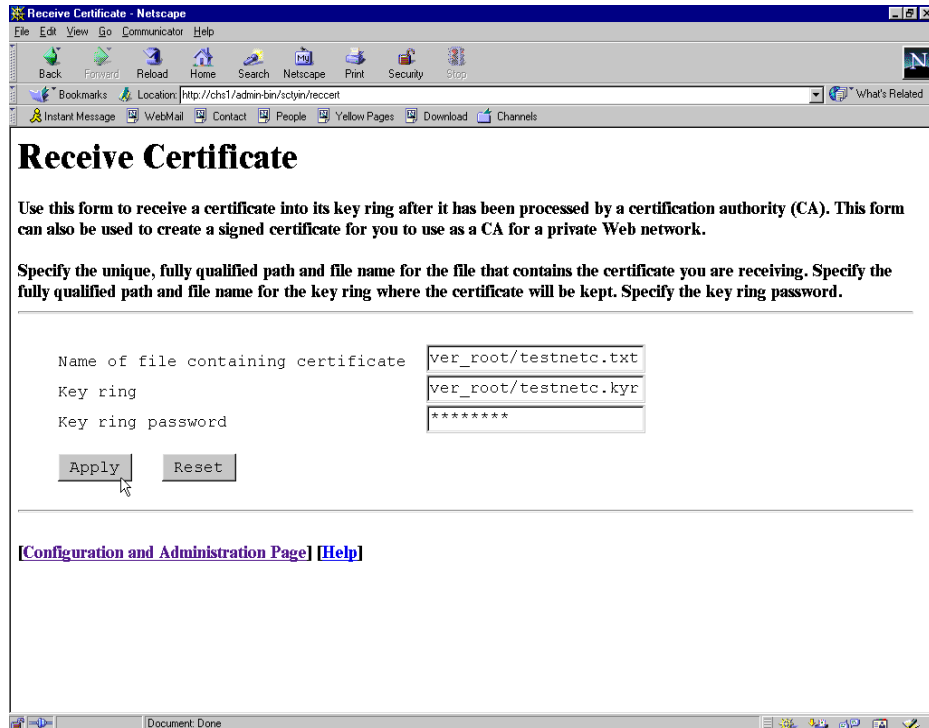 Receive Certificate - Netscape
File Edit View Go Communicator Help
Back Forward Reload Home Search Netscape Print Security Stop
My
N
Bookmarks Location: http://chs1/admin-bin/sctyin/reccert What's Related
Instant Message WebMail Contact People Yellow Pages Download Channels
Receive Certificate
Use this form to receive a certificate into its key ring after it has been processed by a certification authority (CA). This form
can also be used to create a signed certificate for you to use as a CA for a private Web network.
Specify the unique, fully qualified path and file name for the file that contains the certificate you are receiving. Specify the
fully qualified path and file name for the key ring where the certificate will be kept. Specify the key ring password.
Name of file containing certificate ver_root/testnetc.txt
Key ring ver_root/testnetc.kyr
Key ring password ********
Apply Reset
[Configuration and Administration Page] [Help]
Document: Done